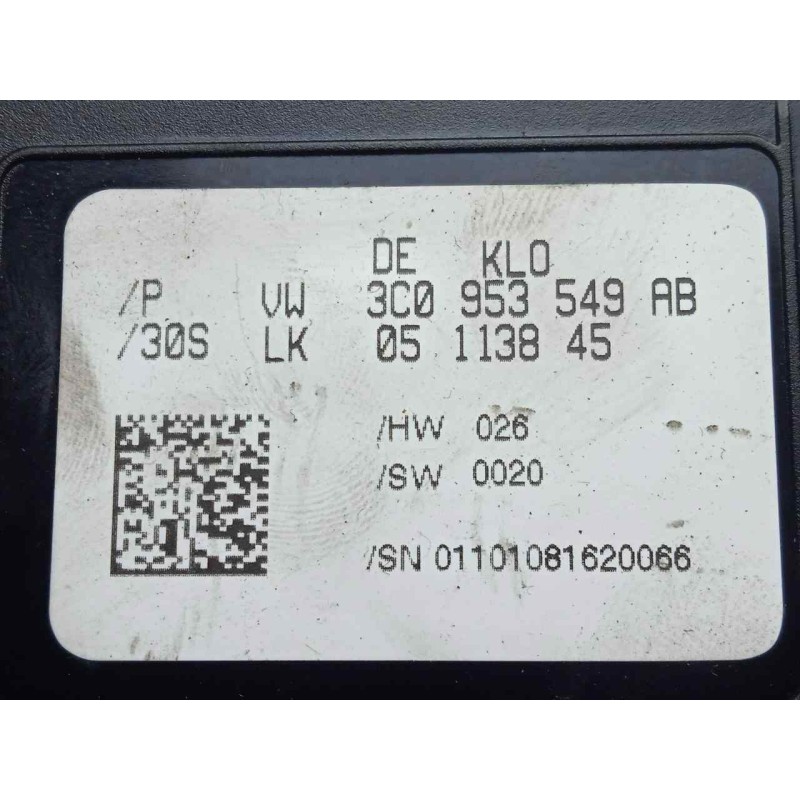 DE KLO
/P VW 3C0 953 549 AB
/30S LK 05 1138 45
/HW 026
/SW 0020
/SN 01101081620066